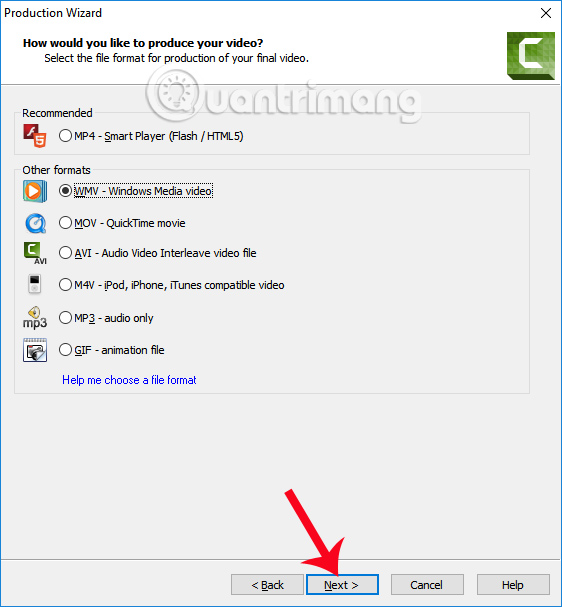 Production Wizard
How would you like to produce your video?
Select the file format for production of your final video.
Quantrimang
Recommended
MP4 - Smart Player (Flash / HTML5)
Other formats
WMV - Windows Media video
MOV - QuickTime movie
AVI
AVI - Audio Video Interleave video file
M4V - iPod, iPhone, iTunes compatible video
mp3
MP3 - audio only
GIF - animation file
Help me choose a file format
< Back
Next >
Cancel
Help